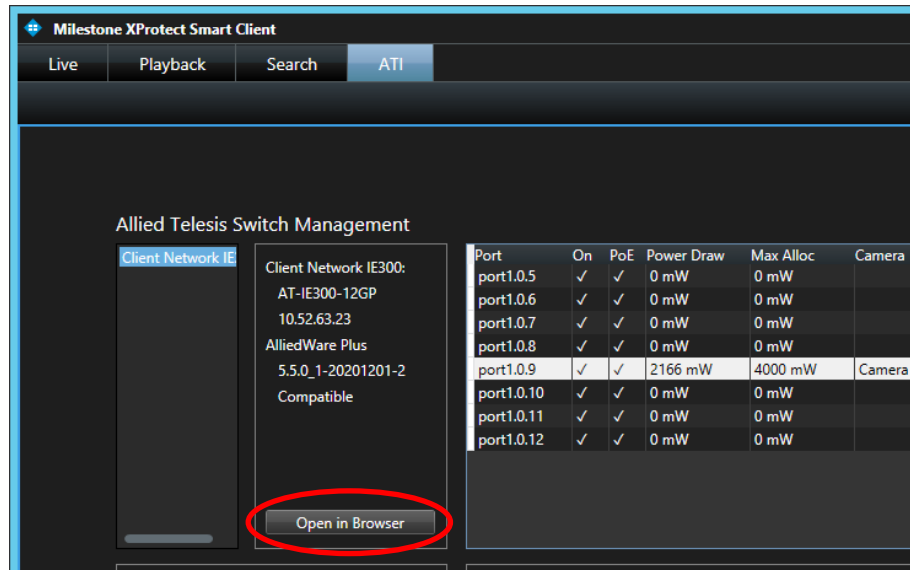 Milestone XProtect Smart Client
Live Playback Search ATI
Allied Telesis Switch Management
Client Network IE
Client Network IE300:
AT-IE300-12GP
10.52.63.23
AlliedWare Plus
5.5.0_1-20201201-2
Compatible
Open in Browser
Port On PoE Power Draw Max Alloc Camera
port1.0.5 ✓ ✓ 0 mW 0 mW
port1.0.6 ✓ ✓ 0 mW 0 mW
port1.0.7 ✓ ✓ 0 mW 0 mW
port1.0.8 ✓ ✓ 0 mW 0 mW
port1.0.9 ✓ ✓ 2166 mW 4000 mW Camera
port1.0.10 ✓ ✓ 0 mW 0 mW
port1.0.11 ✓ ✓ 0 mW 0 mW
port1.0.12 ✓ ✓ 0 mW 0 mW